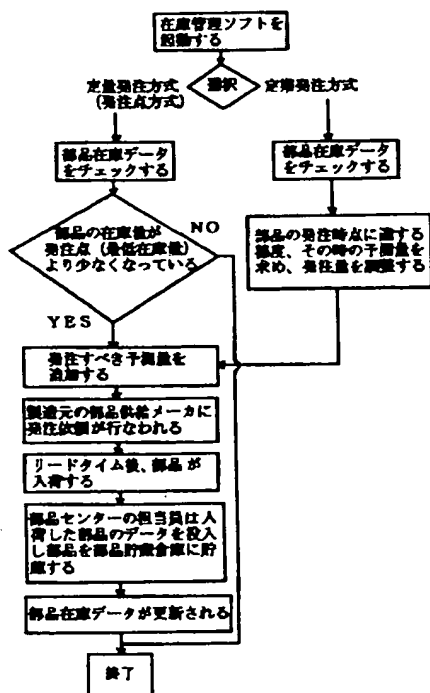 在庫管理ソフトを
起動する
選択
定量発注方式
(発注点方式)
定期発注方式
部品在庫データ
をチェックする
部品在庫データ
をチェックする
部品の在庫量が
発注点(最低在庫量)
より少なくなっている
NO
YES
部品の発注時点に達する
都度、その時の予測量を
求め、発注量を調整する
発注すべき予測量を
追加する
製造元の部品供給メーカに
発注依頼が行なわれる
リードタイム後、部品が
入荷する
部品センターの担当員は入
荷した部品のデータを投入
し部品を部品貯蔵倉庫に貯
蔵する
部品在庫データが更新される
終了